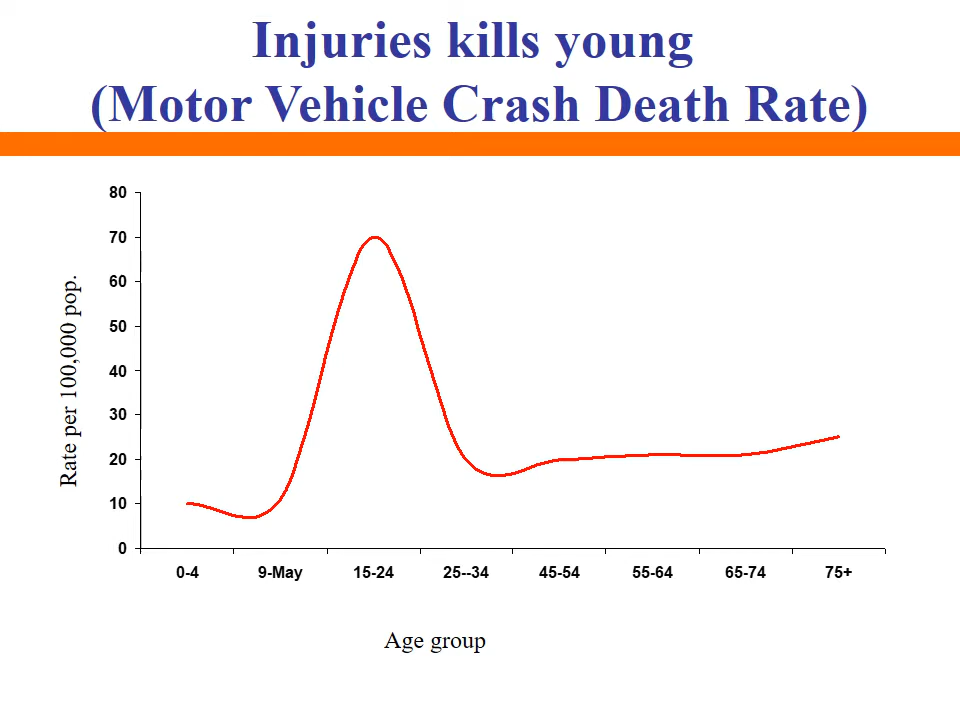 Injuries kills young
(Motor Vehicle Crash Death Rate)
80
70
60
50
40
30
20
10
0
Rate per 100,000 pop.
0-4 9-May 15-24 25--34 45-54 55-64 65-74 75+
Age group